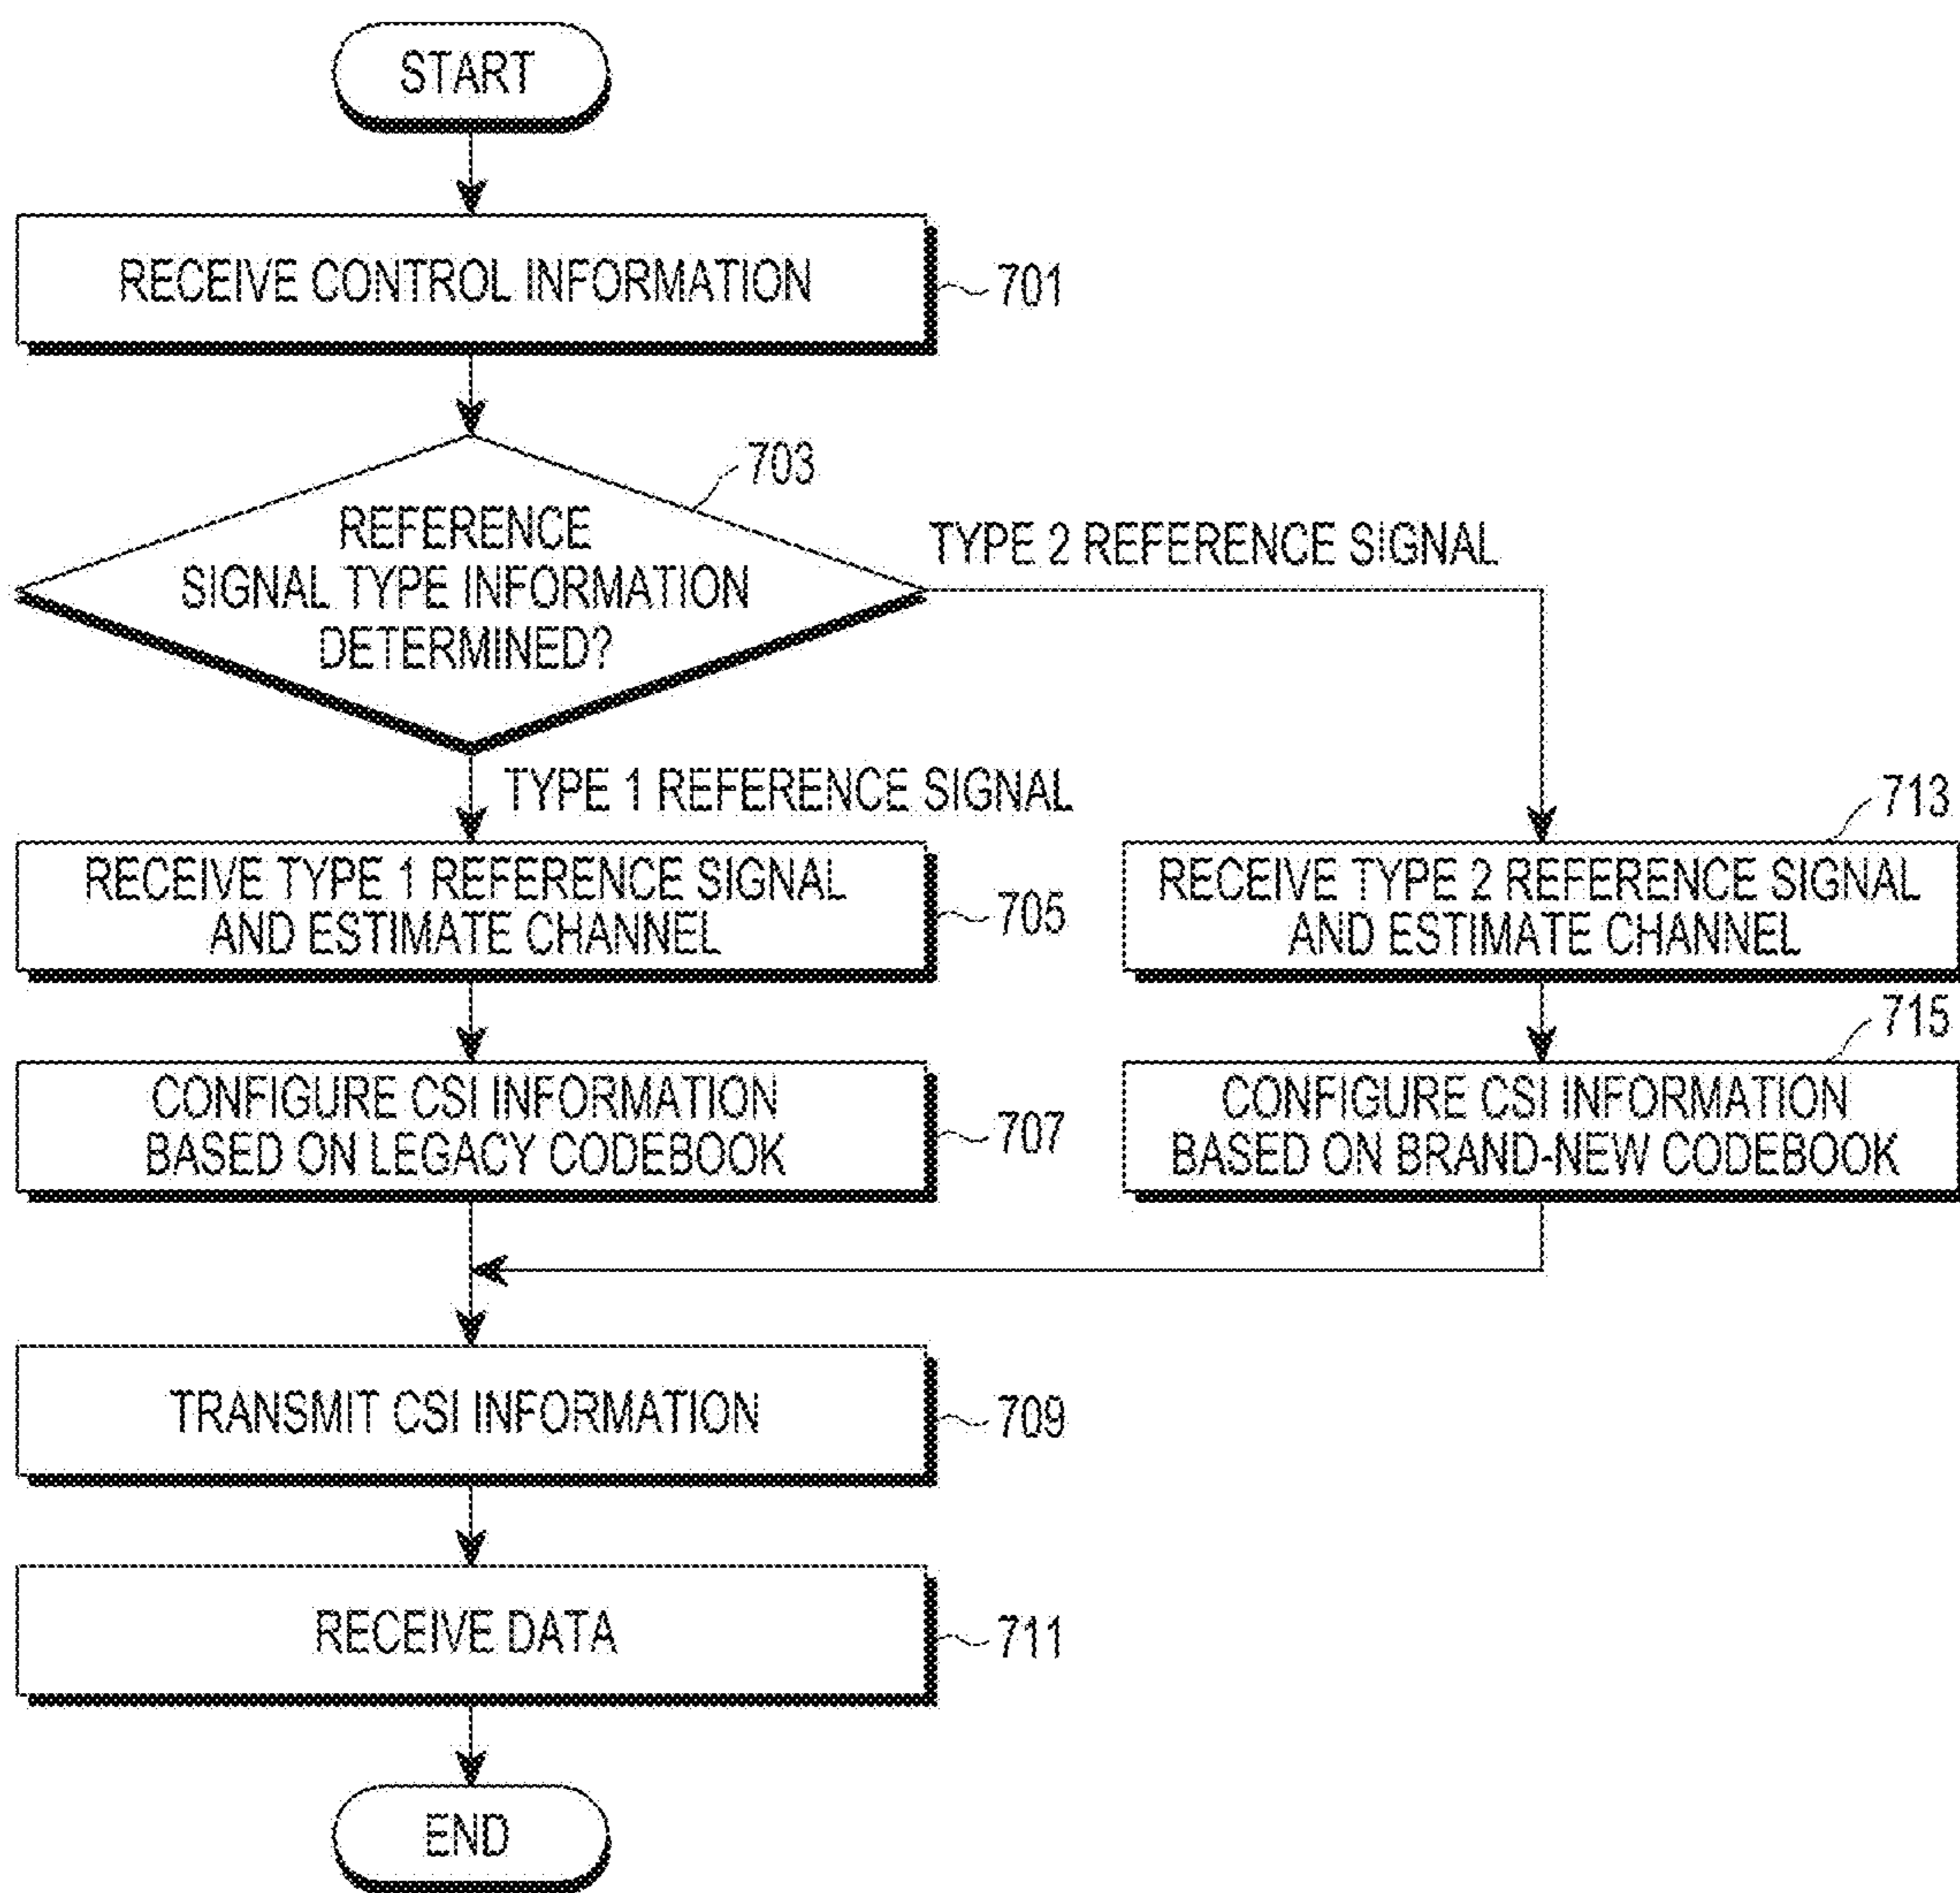 START
RECEIVE CONTROL INFORMATION
701
703
REFERENCE
SIGNAL TYPE INFORMATION
DETERMINED?
TYPE 2 REFERENCE SIGNAL
TYPE 1 REFERENCE SIGNAL
RECEIVE TYPE 1 REFERENCE SIGNAL
AND ESTIMATE CHANNEL
705
713
RECEIVE TYPE 2 REFERENCE SIGNAL
AND ESTIMATE CHANNEL
CONFIGURE CSI INFORMATION
BASED ON LEGACY CODEBOOK
707
715
CONFIGURE CSI INFORMATION
BASED ON BRAND-NEW CODEBOOK
TRANSMIT CSI INFORMATION
709
RECEIVE DATA
711
END